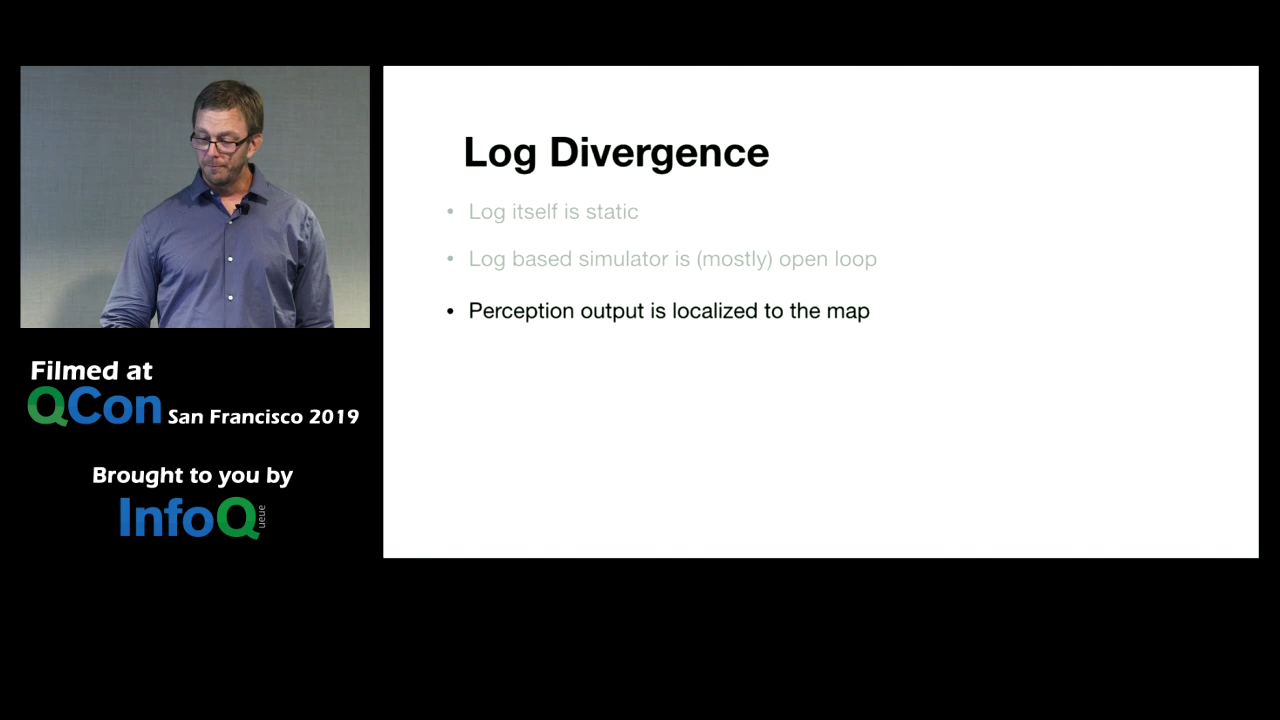 Log Divergence
• Log itself is static
• Log based simulator is (mostly) open loop
• Perception output is localized to the map
Filmed at
QCon San Francisco 2019
Brought to you by
InfoQ
ueue